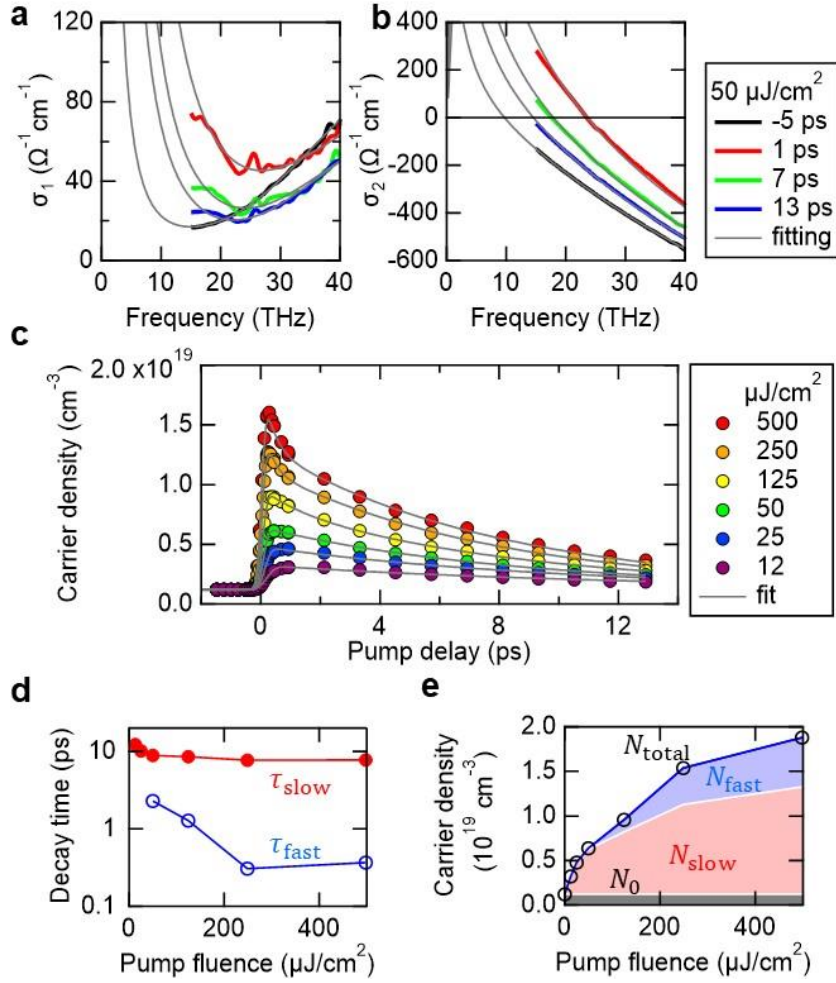 a
120
80
40
0
σ1 (Ω-1 cm-1)
0
10
20
30
40
Frequency (THz)
b
400
200
0
-200
-400
-600
σ2 (Ω-1 cm-1)
0
10
20
30
40
Frequency (THz)
50 μJ/cm2
-5 ps
1 ps
7 ps
13 ps
fitting
c
2.0 x10^19
1.5
1.0
0.5
0.0
Carrier density (cm-3)
0
4
8
12
Pump delay (ps)
μJ/cm2
500
250
125
50
25
12
fit
d
10
1
0.1
Decay time (ps)
τslow
τfast
0
200
400
Pump fluence (μJ/cm2)
e
2.0
1.5
1.0
0.5
0.0
Carrier density
(10^19 cm-3)
Ntotal
Nfast
Nslow
N0
0
200
400
Pump fluence (μJ/cm2)